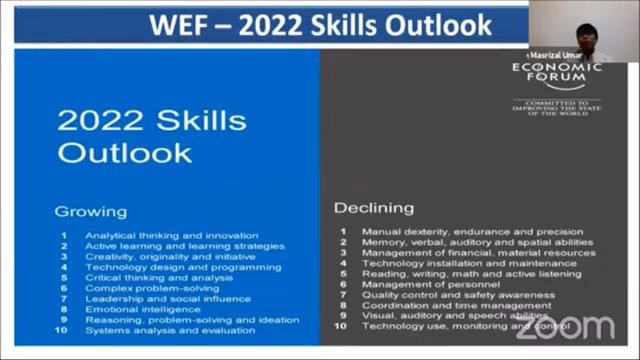 WEF – 2022 Skills Outlook
Masrizal Umar
ECONOMIC
FORUM
COMMITTED TO
IMPROVING THE STATE
OF THE WORLD
2022 Skills
Outlook
Growing
1 Analytical thinking and innovation
2 Active learning and learning strategies
3 Creativity, originality and initiative
4 Technology design and programming
5 Critical thinking and analysis
6 Complex problem-solving
7 Leadership and social influence
8 Emotional intelligence
9 Reasoning, problem-solving and ideation
10 Systems analysis and evaluation
Declining
1 Manual dexterity, endurance and precision
2 Memory, verbal, auditory and spatial abilities
3 Management of financial, material resources
4 Technology installation and maintenance
5 Reading, writing, math and active listening
6 Management of personnel
7 Quality control and safety awareness
8 Coordination and time management
9 Visual, auditory and speech abilities
10 Technology use, monitoring and control
zoom